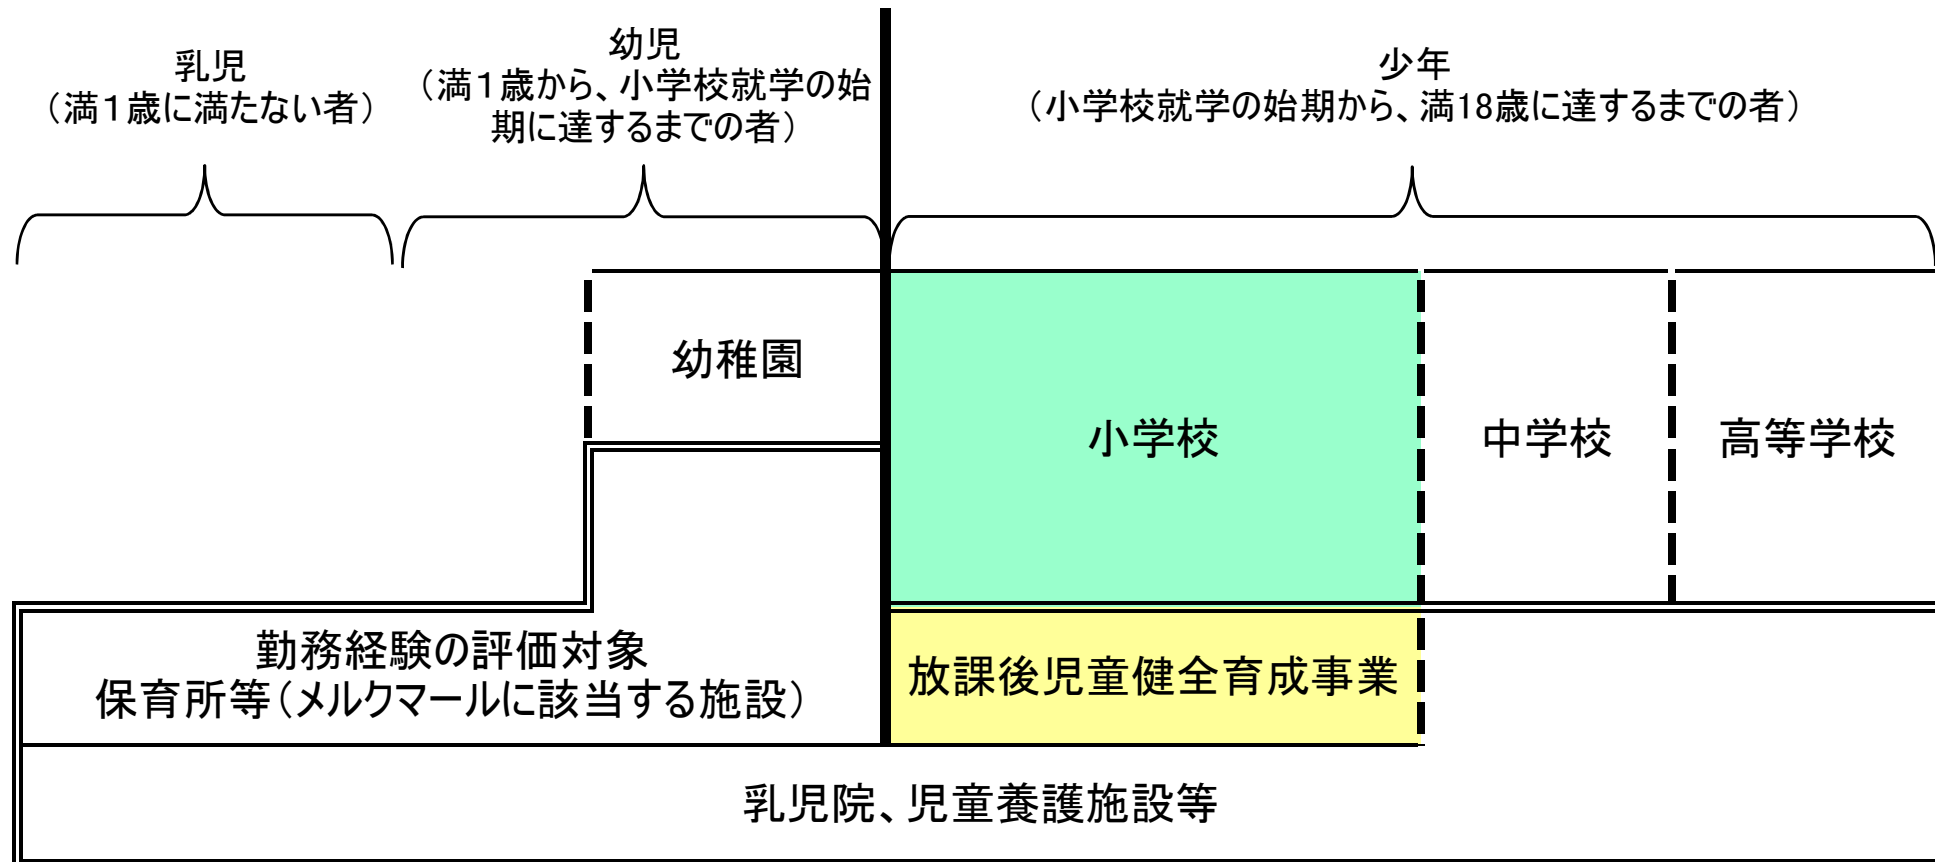 乳児
（満１歳に満たない者）
幼児
（満１歳から、小学校就学の始
期に達するまでの者）
少年
（小学校就学の始期から、満18歳に達するまでの者）
幼稚園
小学校
中学校
高等学校
勤務経験の評価対象
保育所等（メルクマールに該当する施設）
放課後児童健全育成事業
乳児院、児童養護施設等